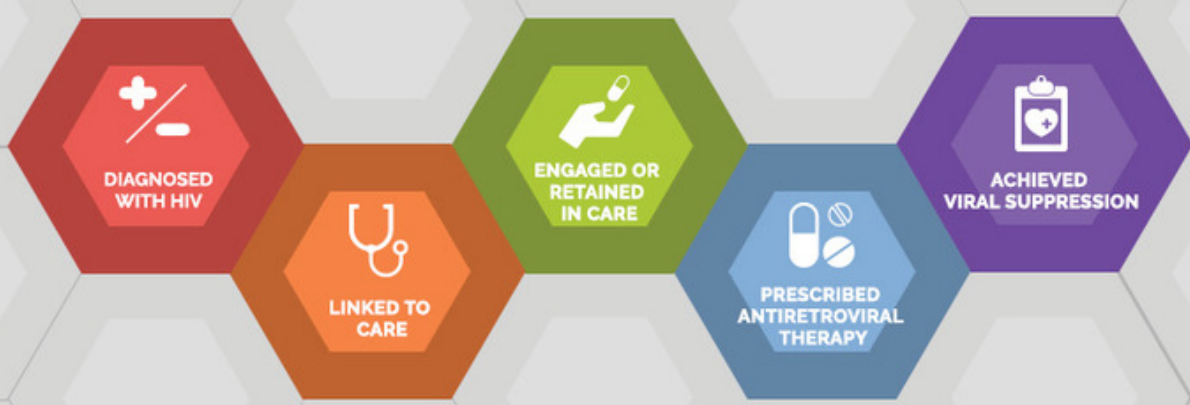 DIAGNOSED
WITH HIV
LINKED TO
CARE
ENGAGED OR
RETAINED
IN CARE
PRESCRIBED
ANTIRETROVIRAL
THERAPY
ACHIEVED
VIRAL SUPPRESSION